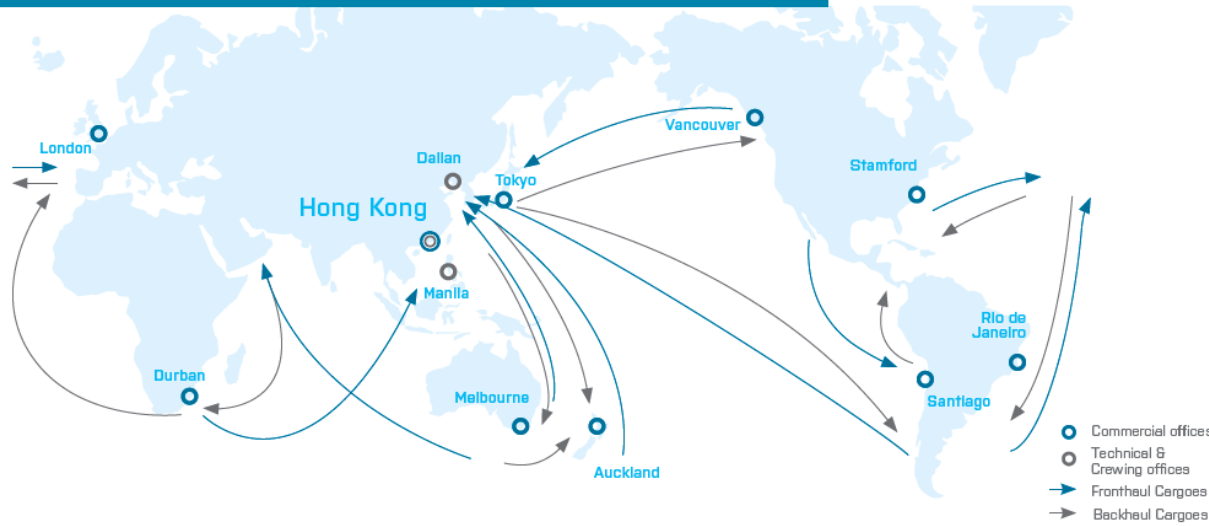 London
Dalian
Tokyo
Hong Kong
Manila
Vancouver
Stamford
Durban
Melbourne
Auckland
Rio de
Janeiro
Santiago
Commercial offices
Technical &
Crewing offices
Fronthaul Cargoes
Backhaul Cargoes